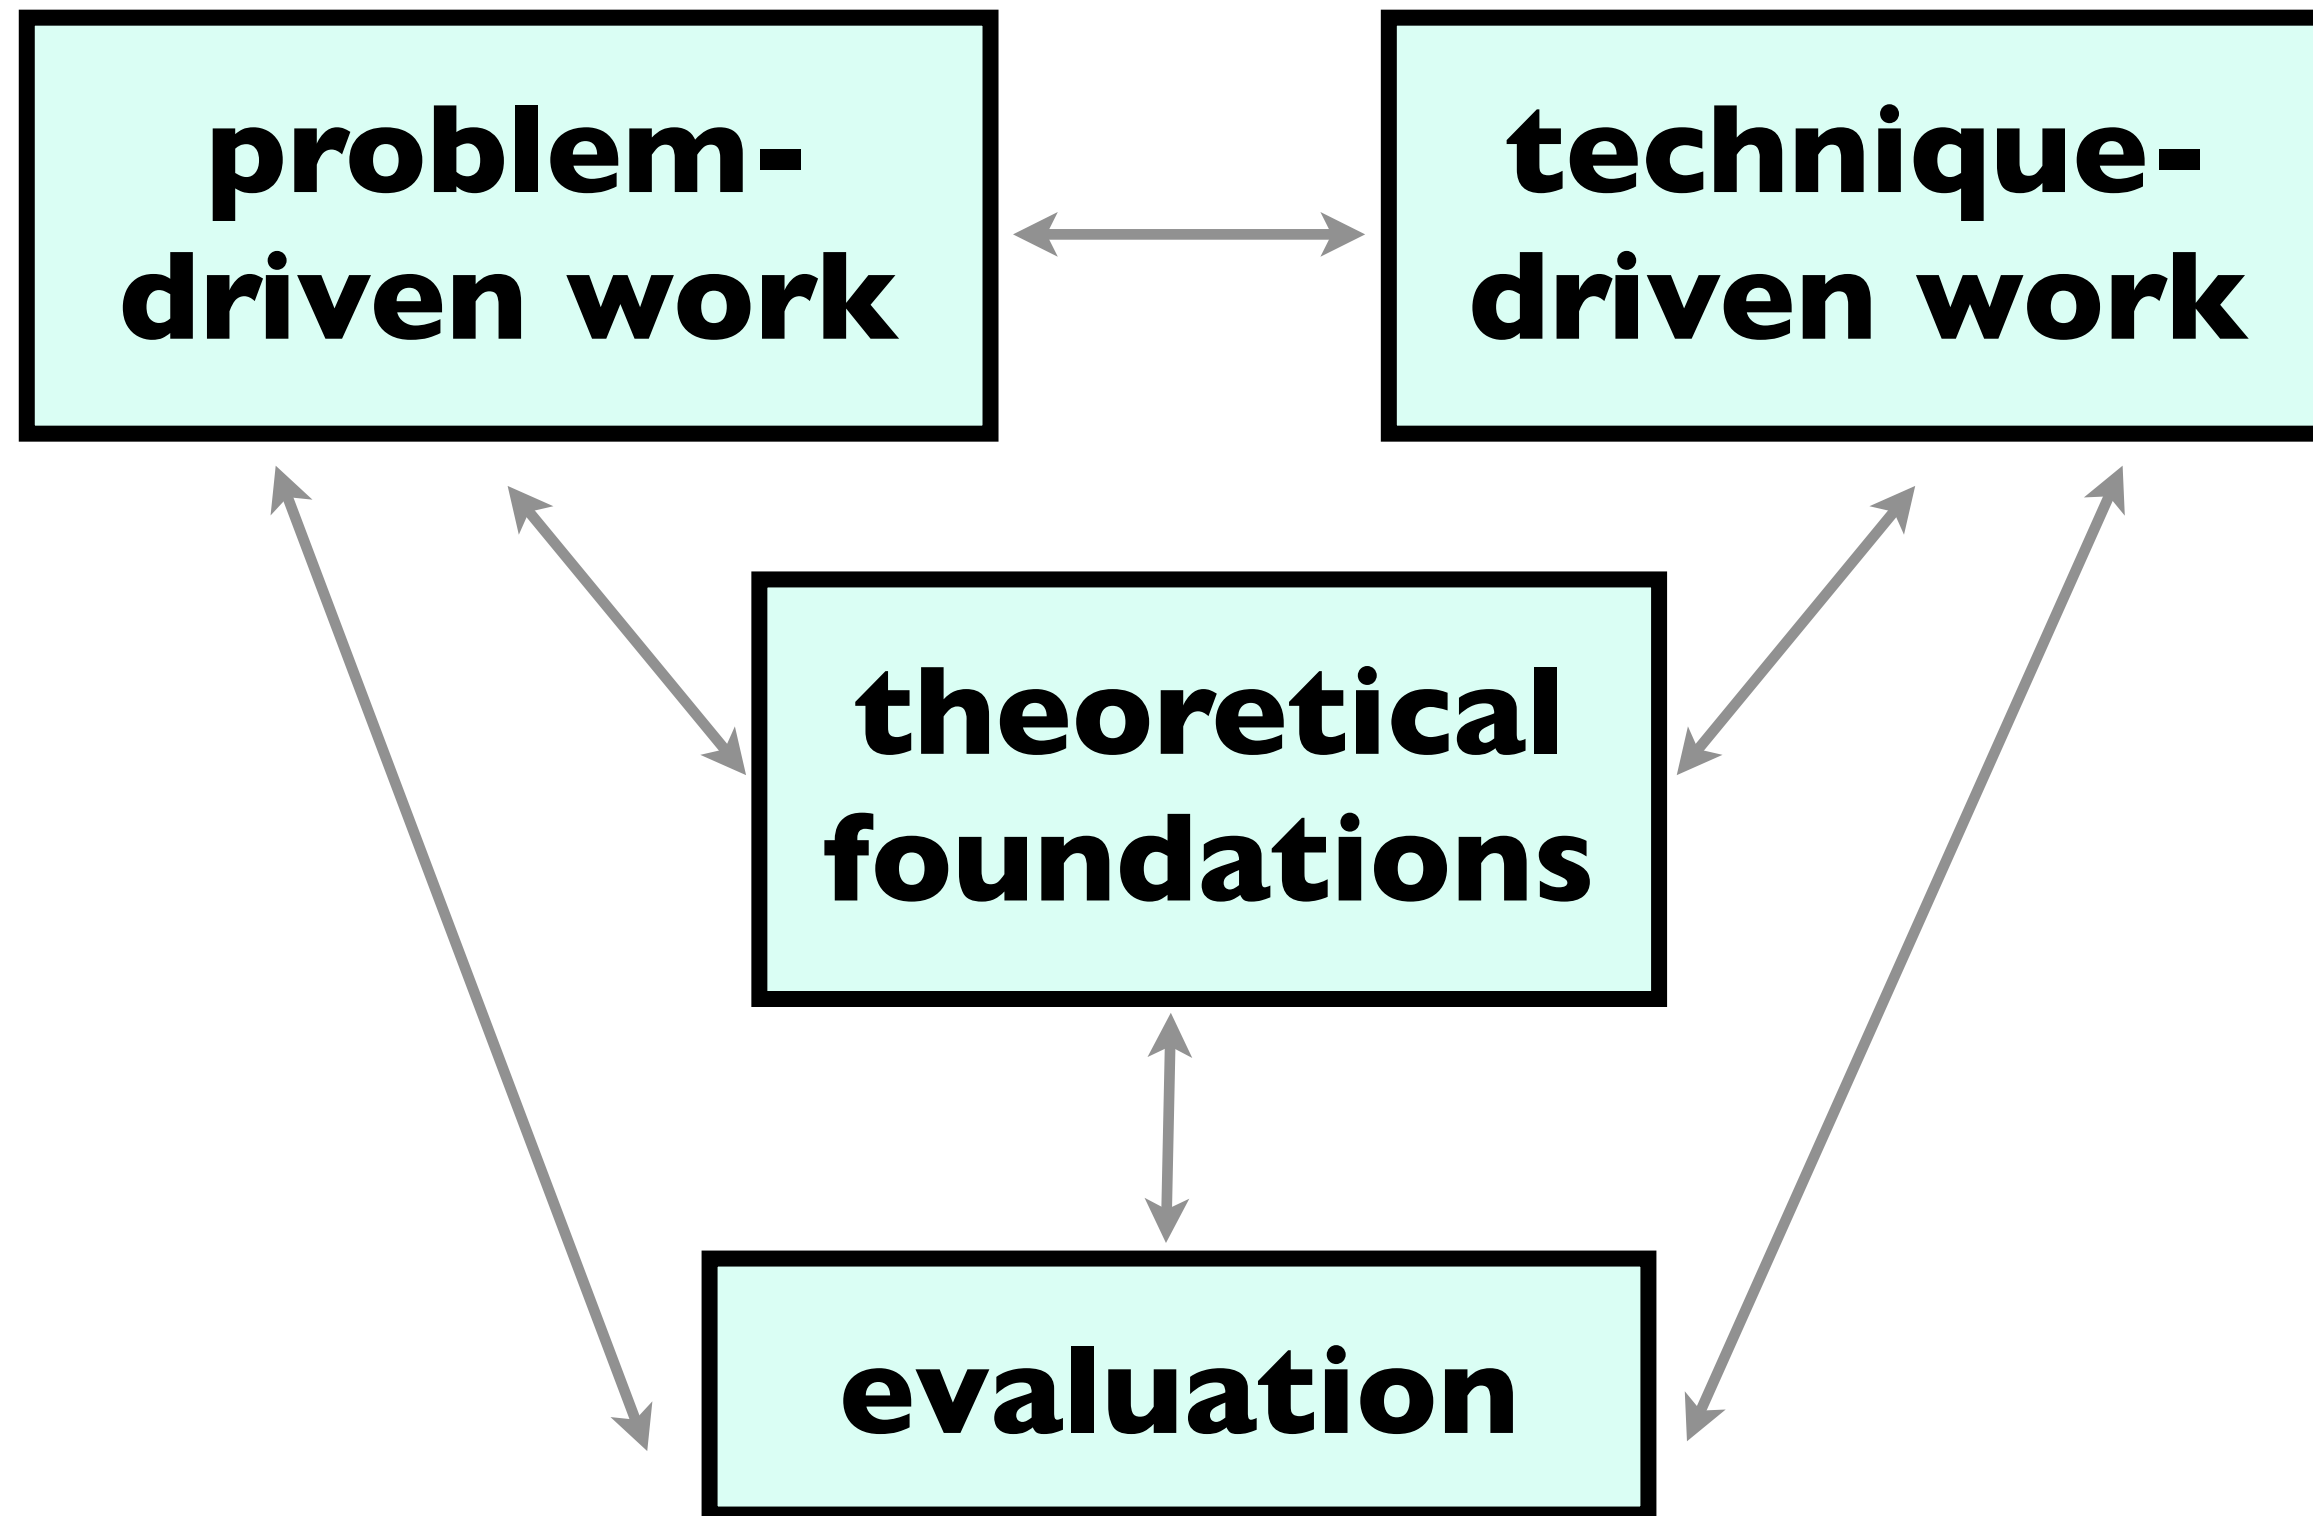 problem-
driven work
technique-
driven work
theoretical
foundations
evaluation